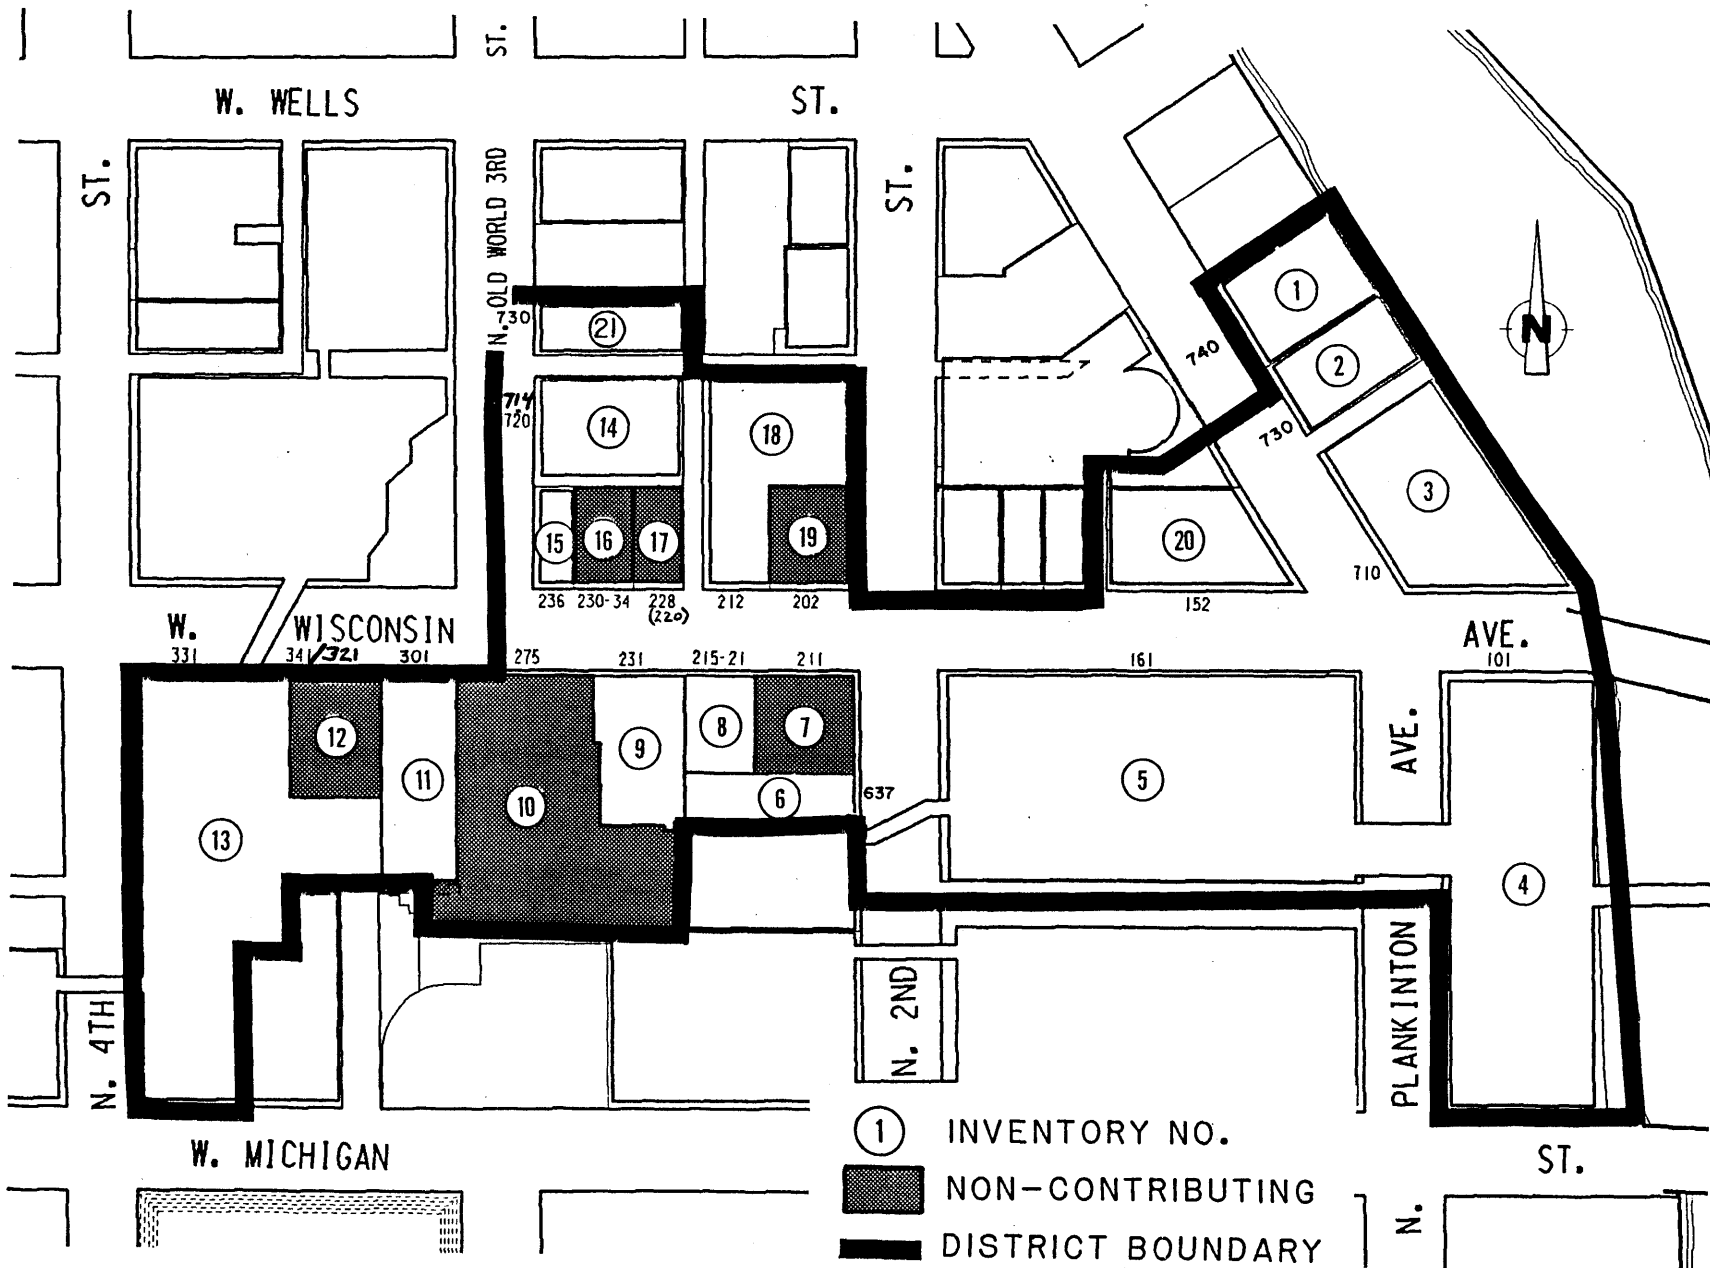 ST.
W. WELLS ST.
ST.
N. OLD WORLD 3RD
ST.
1
730
21
2
740
N
714
720
14
18
730
3
15
16
17
19
20
710
236
230-34
228
(220)
212
202
152
W. WISCONSIN AVE.
331
341/321
301
275
231
215-21
211
161
101
12
8
7
9
11
6
637
5
AVE.
10
13
4
N. 4TH
N. 2ND
PLANKINTON
1 INVENTORY NO.
W. MICHIGAN ST.
NON-CONTRIBUTING
N.
DISTRICT BOUNDARY